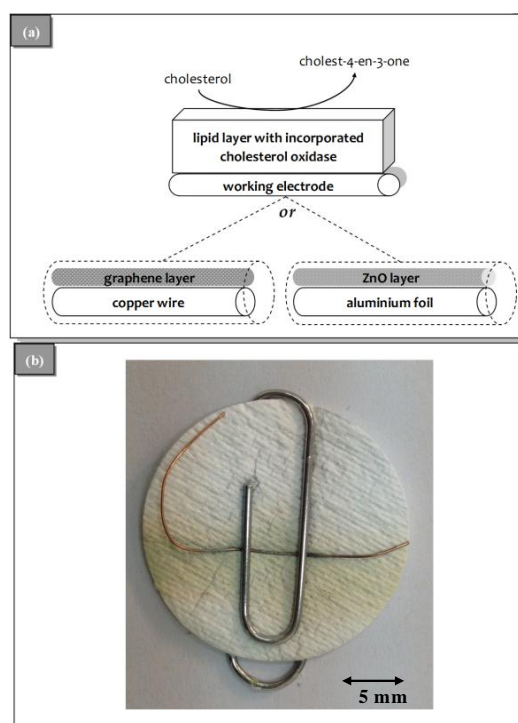 (a)
cholest-4-en-3-one
cholesterol
lipid layer with incorporated
cholesterol oxidase
working electrode
or
graphene layer
copper wire
ZnO layer
aluminium foil
(b)
5 mm